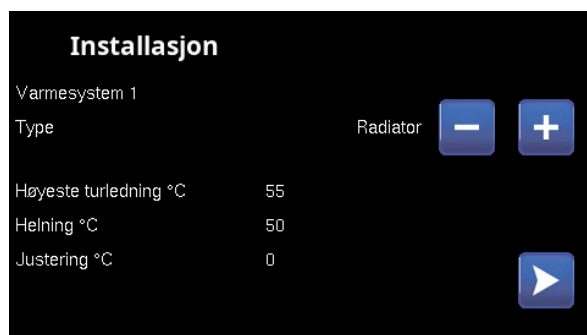 Installasjon
Varmesystem 1
Type Radiator
Høyeste turledning °C 55
Helning °C 50
Justering °C 0